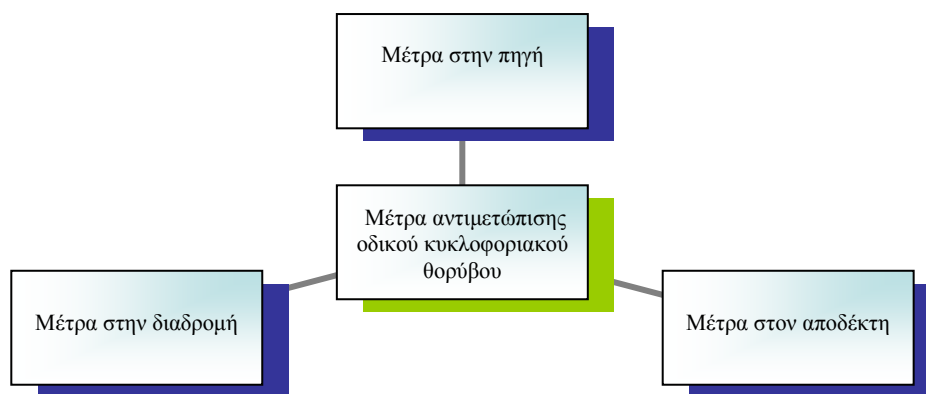 Μέτρα στην πηγή
Μέτρα αντιμετώπισης
οδικού κυκλοφοριακού
θορύβου
Μέτρα στην διαδρομή
Μέτρα στον αποδέκτη